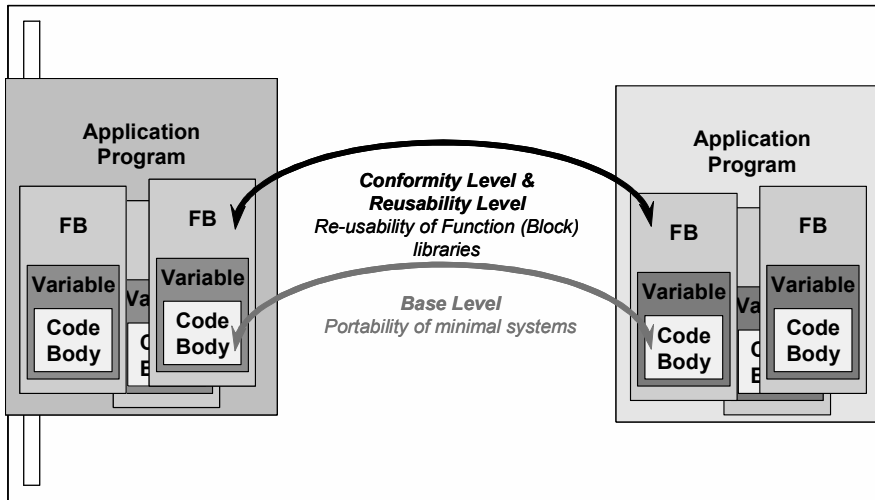 Application
Program
FB
Variable
Code
Body
FB
Variable
Code
Body
Conformity Level &
Reusability Level
Re-usability of Function (Block)
libraries
Base Level
Portability of minimal systems
Application
Program
FB
Variable
Code
Body
FB
Variable
Code
Body